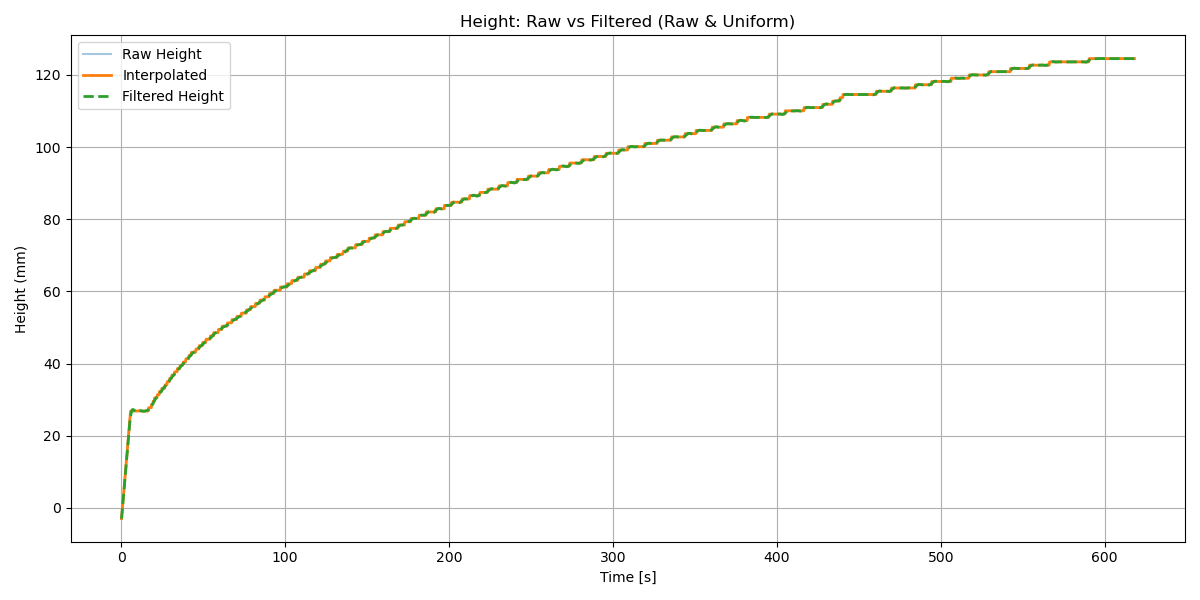 Height: Raw vs Filtered (Raw & Uniform)
Raw Height
Interpolated
Filtered Height
Height (mm)
120
100
80
60
40
20
0
0 100 200 300 400 500 600
Time [s]